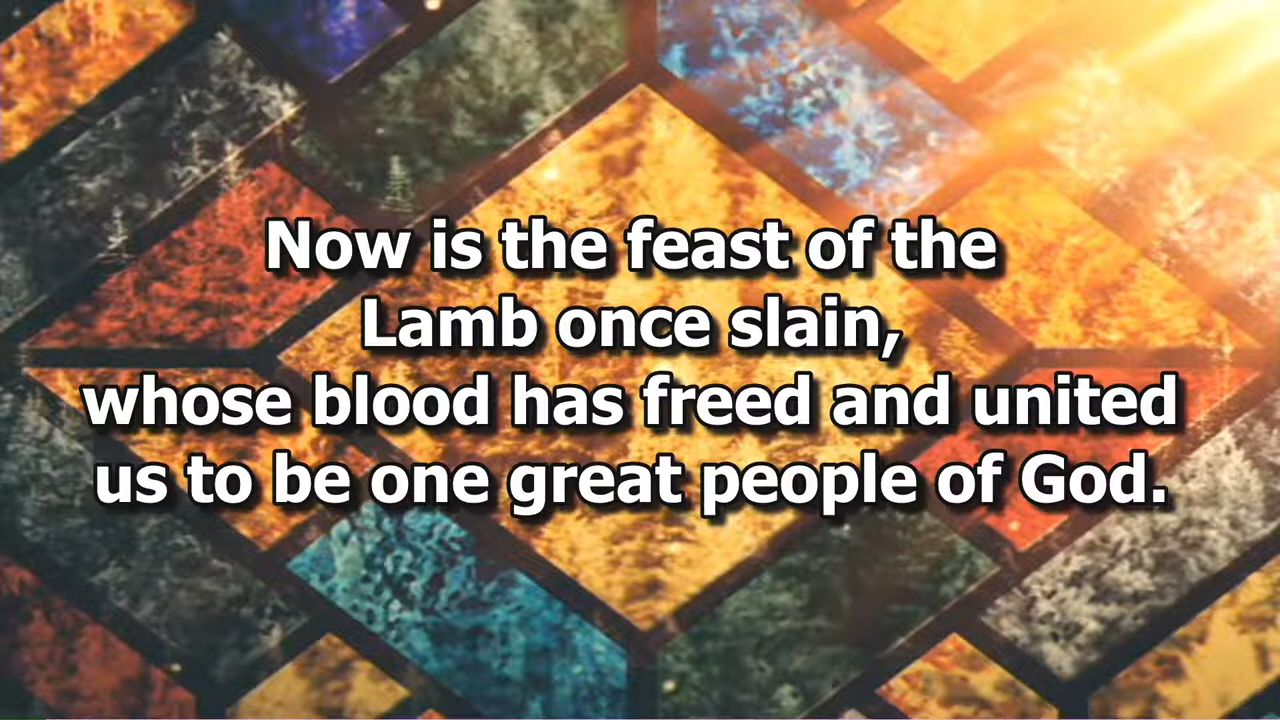 Now is the feast of the
Lamb once slain,
whose blood has freed and united
us to be one great people of God.